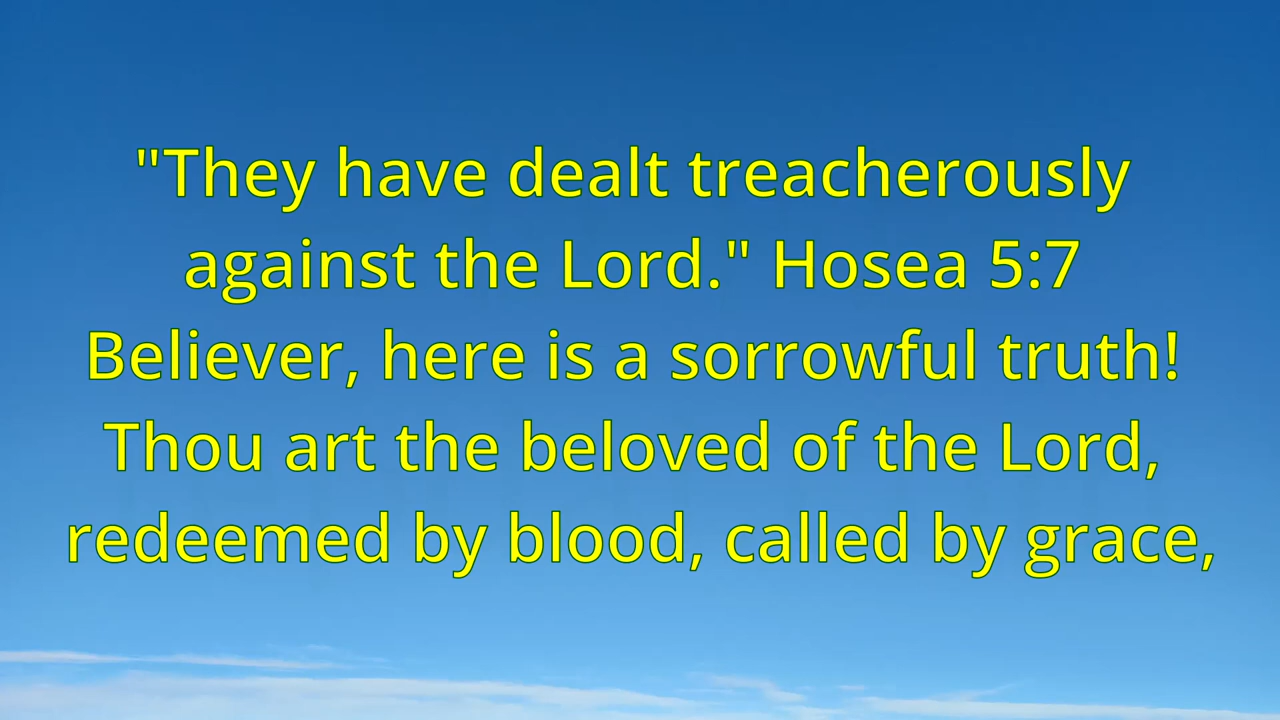 "They have dealt treacherously
against the Lord." Hosea 5:7
Believer, here is a sorrowful truth!
Thou art the beloved of the Lord,
redeemed by blood, called by grace,